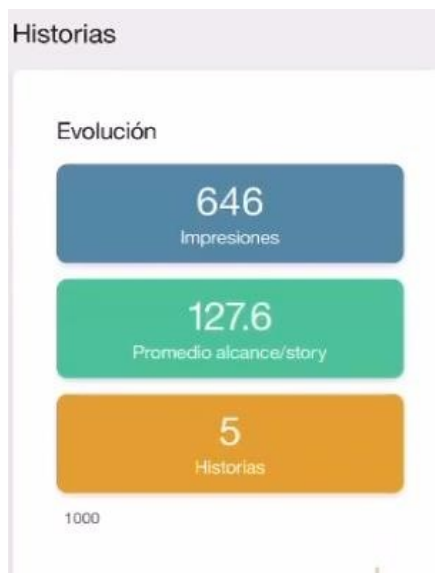 Historias
Evolución
646
Impresiones
127.6
Promedio alcance/story
5
Historias
1000